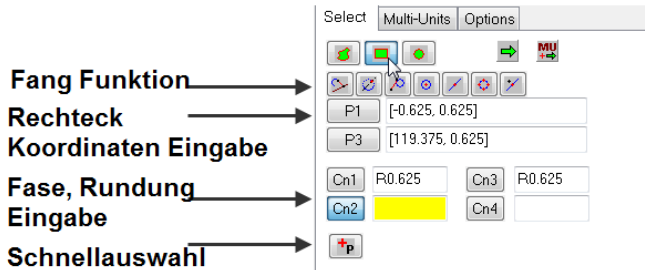 Select Multi-Units Options
MU
Fang Funktion
Rechteck
Koordinaten Eingabe
P1 [-0.625, 0.625]
P3 [119.375, 0.625]
Fase, Rundung
Eingabe
Cn1 R0.625 Cn3 R0.625
Cn2 Cn4
Schnellauswahl
+P